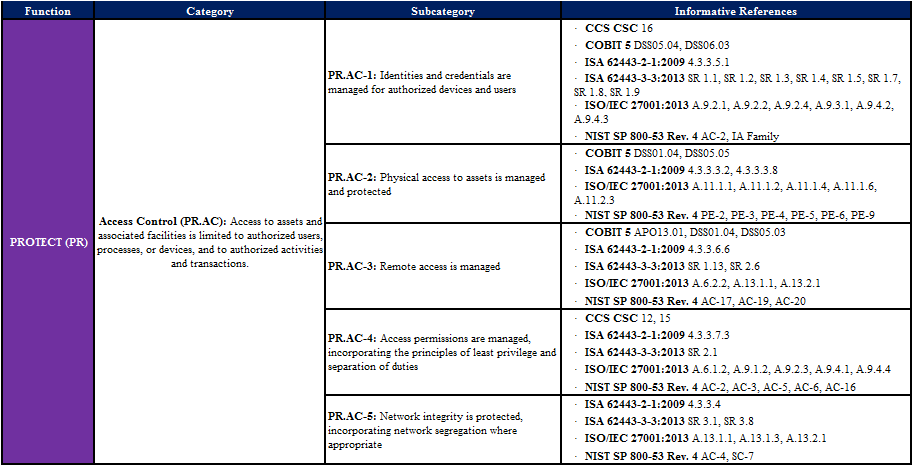 Function Category Subcategory Informative References
PROTECT (PR)
Access Control (PR.AC): Access to assets and
associated facilities is limited to authorized users,
processes, or devices, and to authorized activities
and transactions.
PR.AC-1: Identities and credentials are
managed for authorized devices and users
· CCS CSC 16
· COBIT 5 DSS05.04, DSS06.03
· ISA 62443-2-1:2009 4.3.3.5.1
· ISA 62443-3-3:2013 SR 1.1, SR 1.2, SR 1.3, SR 1.4, SR 1.5, SR 1.7,
SR 1.8, SR 1.9
· ISO/IEC 27001:2013 A.9.2.1, A.9.2.2, A.9.2.4, A.9.3.1, A.9.4.2,
A.9.4.3
· NIST SP 800-53 Rev. 4 AC-2, IA Family
PR.AC-2: Physical access to assets is managed
and protected
· COBIT 5 DSS01.04, DSS05.05
· ISA 62443-2-1:2009 4.3.3.3.2, 4.3.3.3.8
· ISO/IEC 27001:2013 A.11.1.1, A.11.1.2, A.11.1.4, A.11.1.6,
A.11.2.3
· NIST SP 800-53 Rev. 4 PE-2, PE-3, PE-4, PE-5, PE-6, PE-9
PR.AC-3: Remote access is managed
· COBIT 5 APO13.01, DSS01.04, DSS05.03
· ISA 62443-2-1:2009 4.3.3.6.6
· ISA 62443-3-3:2013 SR 1.13, SR 2.6
· ISO/IEC 27001:2013 A.6.2.2, A.13.1.1, A.13.2.1
· NIST SP 800-53 Rev. 4 AC-17, AC-19, AC-20
PR.AC-4: Access permissions are managed,
incorporating the principles of least privilege and
separation of duties
· CCS CSC 12, 15
· ISA 62443-2-1:2009 4.3.3.7.3
· ISA 62443-3-3:2013 SR 2.1
· ISO/IEC 27001:2013 A.6.1.2, A.9.1.2, A.9.2.3, A.9.4.1, A.9.4.4
· NIST SP 800-53 Rev. 4 AC-2, AC-3, AC-5, AC-6, AC-16
PR.AC-5: Network integrity is protected,
incorporating network segregation where
appropriate
· ISA 62443-2-1:2009 4.3.3.4
· ISA 62443-3-3:2013 SR 3.1, SR 3.8
· ISO/IEC 27001:2013 A.13.1.1, A.13.1.3, A.13.2.1
· NIST SP 800-53 Rev. 4 AC-4, SC-7